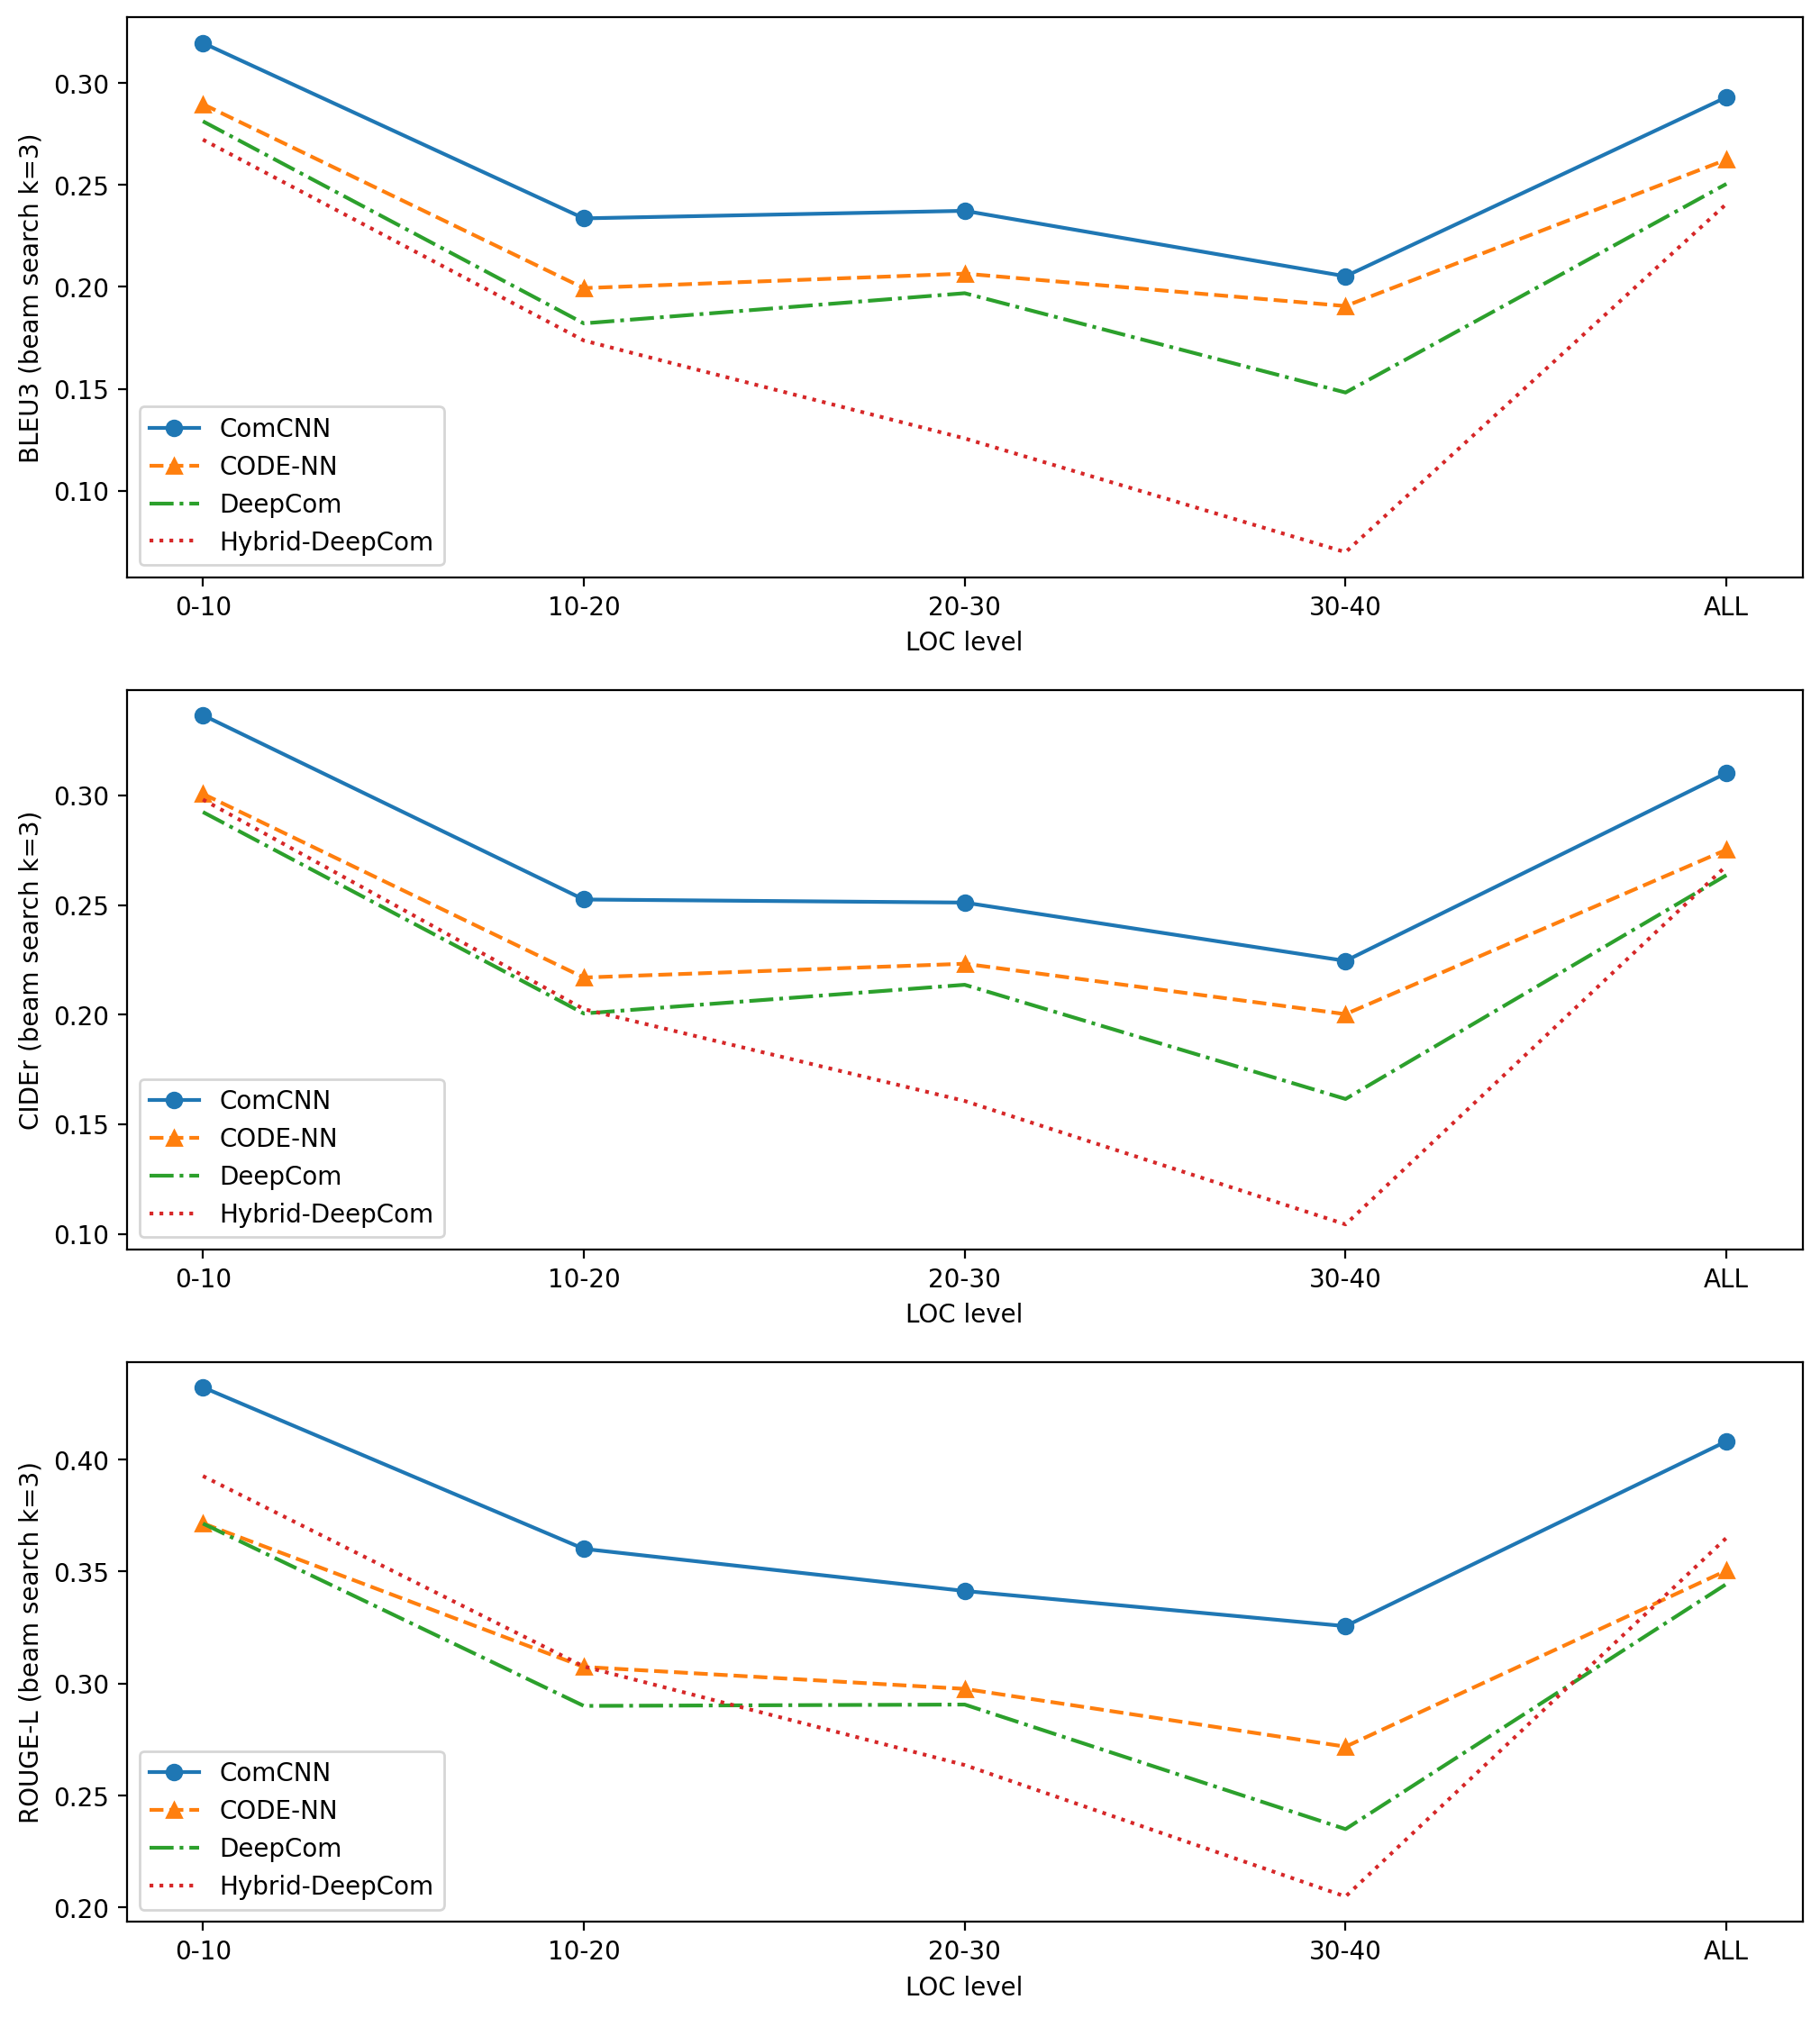 BLEU3 (beam search k=3)
0.30
0.25
0.20
0.15
0.10
ComCNN
CODE-NN
DeepCom
Hybrid-DeepCom
0-10 10-20 20-30 30-40 ALL
LOC level
CIDEr (beam search k=3)
0.30
0.25
0.20
0.15
0.10
ComCNN
CODE-NN
DeepCom
Hybrid-DeepCom
0-10 10-20 20-30 30-40 ALL
LOC level
ROUGE-L (beam search k=3)
0.40
0.35
0.30
0.25
0.20
ComCNN
CODE-NN
DeepCom
Hybrid-DeepCom
0-10 10-20 20-30 30-40 ALL
LOC level